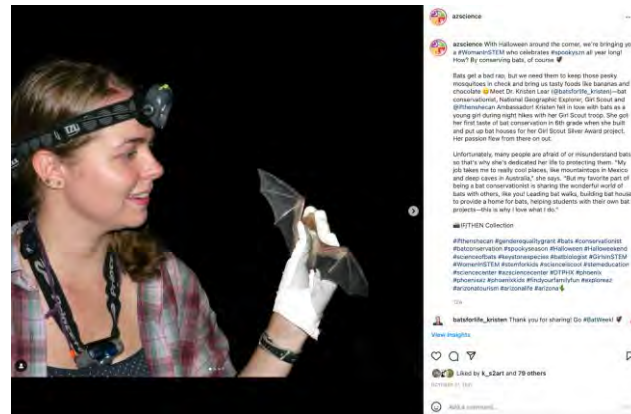 azscience
azscience With Halloween around the corner, we're bringing yo
a #WomanInSTEM who celebrates #spookyszn all year long!
How? By conserving bats, of course 🦇
Bats get a bad rap, but we need them to keep those pesky
mosquitoes in check and bring us tasty foods like bananas and
chocolate 😋 Meet Dr. Kristen Lear (@batsforlife_kristen)—bat
conservationist, National Geographic Explorer, Girl Scout and
@ifthenshecan Ambassador! Kristen fell in love with bats as a
young girl during night hikes with her Girl Scout troop. She got
her first taste of bat conservation in 6th grade when she built
and put up bat houses for her Girl Scout Silver Award project.
Her passion flew from there on out.
Unfortunately, many people are afraid of or misunderstand bats
so that's why she's dedicated her life to protecting them. "My
job takes me to really cool places, like mountaintops in Mexico
and deep caves in Australia," she says. "But my favorite part of
being a bat conservationist is sharing the wonderful world of
bats with others, like you! Leading bat walks, building bat house
to provide a home for bats, helping students with their own bat
projects—this is why I love what I do."
📷IF/THEN Collection
#ifthenshecan #genderequalitygrant #bats #conservationist
#batconservation #spookyseason #Halloween #Halloweekend
#scienceofbats #keystonespecies #batbiologist #GirlsInSTEM
#WomenInSTEM #stemforkids #scienceiscool #stemeducation
#sciencecenter #azsciencecenter #DTPHX #phoenix
#phoenixaz #phoenixkids #findyourfamilyfun #exploreaz
#arizonatourism #arizonalife #arizona🌵
batsforlife_kristen Thank you for sharing! Go #BatWeek! 🦇
View Insights
Liked by k_s2art and 79 others
Add a comment...
PETZL